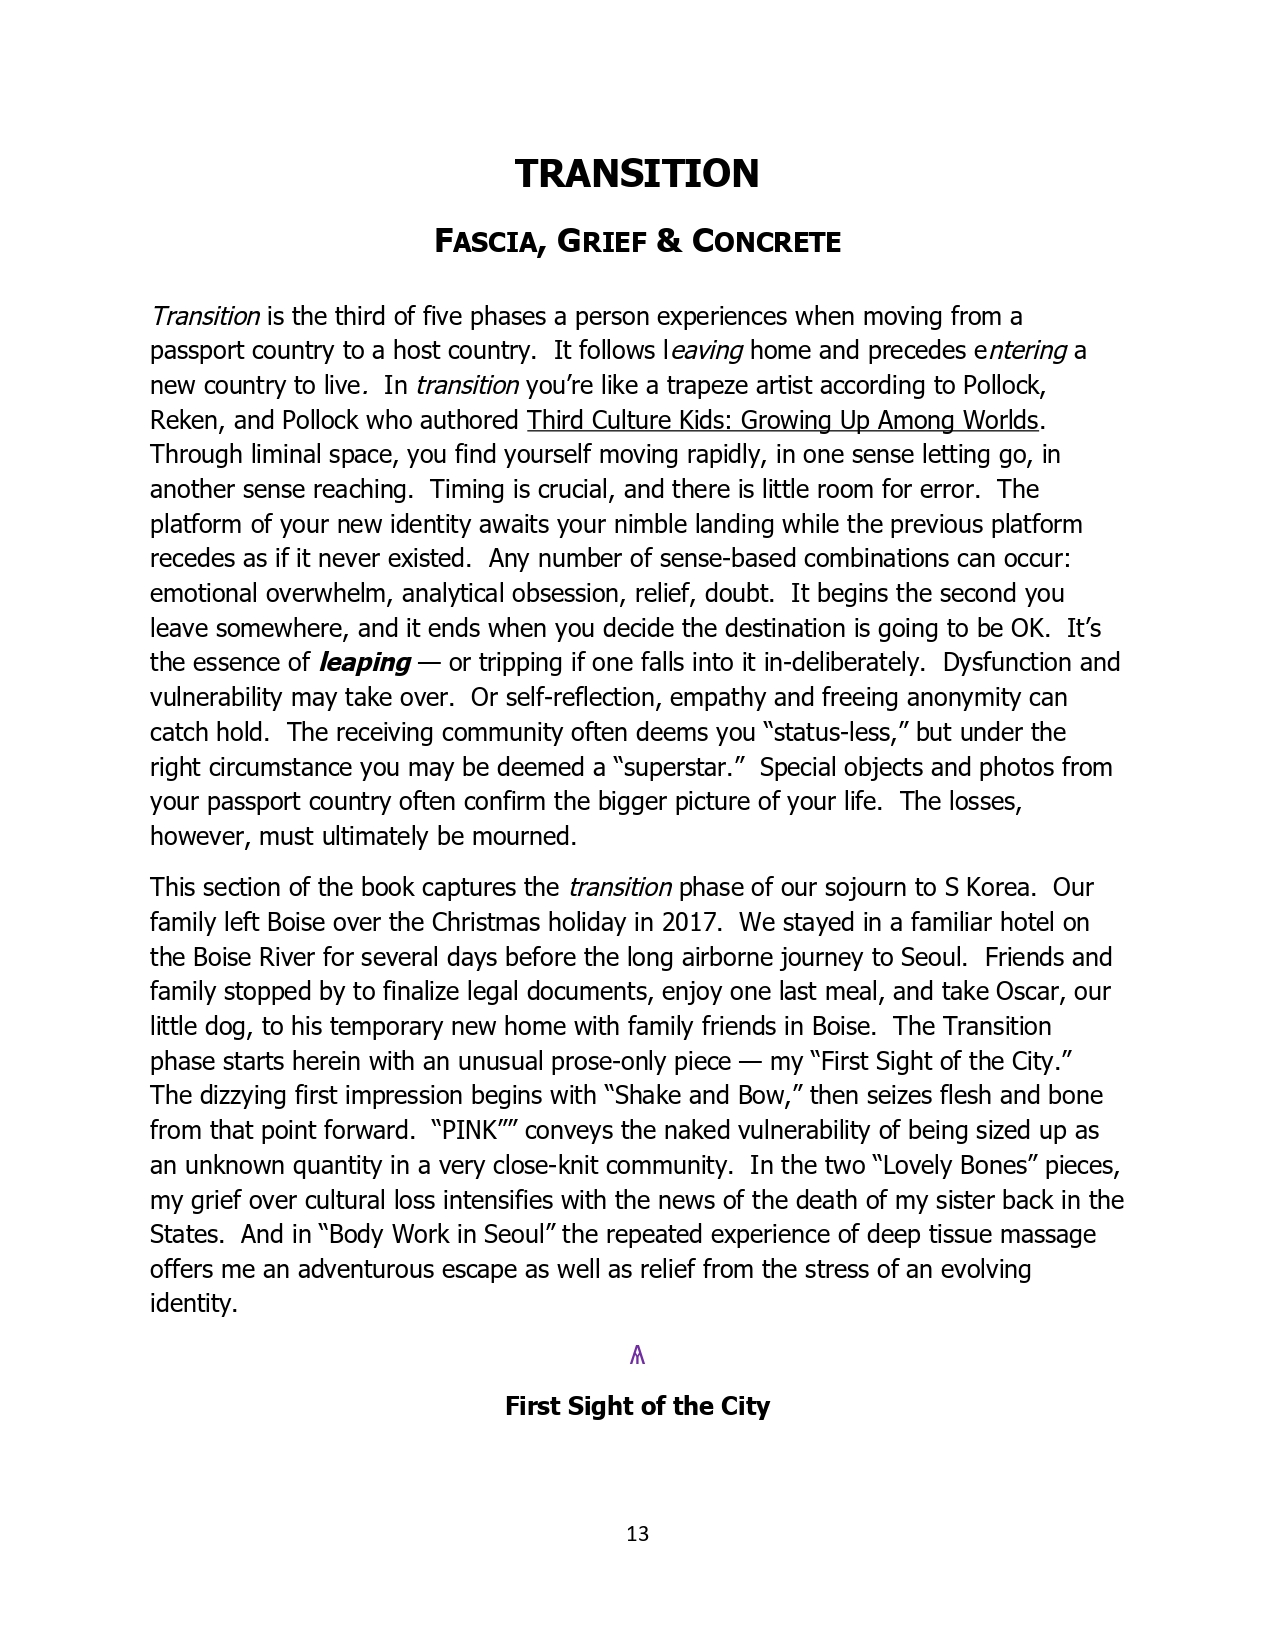 TRANSITION
FASCIA, GRIEF & CONCRETE
Transition is the third of five phases a person experiences when moving from a
passport country to a host country.  It follows leaving home and precedes entering a
new country to live.  In transition you’re like a trapeze artist according to Pollock,
Reken, and Pollock who authored Third Culture Kids: Growing Up Among Worlds.
Through liminal space, you find yourself moving rapidly, in one sense letting go, in
another sense reaching.  Timing is crucial, and there is little room for error.  The
platform of your new identity awaits your nimble landing while the previous platform
recedes as if it never existed.  Any number of sense-based combinations can occur:
emotional overwhelm, analytical obsession, relief, doubt.  It begins the second you
leave somewhere, and it ends when you decide the destination is going to be OK.  It’s
the essence of leaping — or tripping if one falls into it in-deliberately.  Dysfunction and
vulnerability may take over.  Or self-reflection, empathy and freeing anonymity can
catch hold.  The receiving community often deems you “status-less,” but under the
right circumstance you may be deemed a “superstar.”  Special objects and photos from
your passport country often confirm the bigger picture of your life.  The losses,
however, must ultimately be mourned.
This section of the book captures the transition phase of our sojourn to S Korea.  Our
family left Boise over the Christmas holiday in 2017.  We stayed in a familiar hotel on
the Boise River for several days before the long airborne journey to Seoul.  Friends and
family stopped by to finalize legal documents, enjoy one last meal, and take Oscar, our
little dog, to his temporary new home with family friends in Boise.  The Transition
phase starts herein with an unusual prose-only piece — my “First Sight of the City.”
The dizzying first impression begins with “Shake and Bow,” then seizes flesh and bone
from that point forward.  “PINK”” conveys the naked vulnerability of being sized up as
an unknown quantity in a very close-knit community.  In the two “Lovely Bones” pieces,
my grief over cultural loss intensifies with the news of the death of my sister back in the
States.  And in “Body Work in Seoul” the repeated experience of deep tissue massage
offers me an adventurous escape as well as relief from the stress of an evolving
identity.
First Sight of the City
13